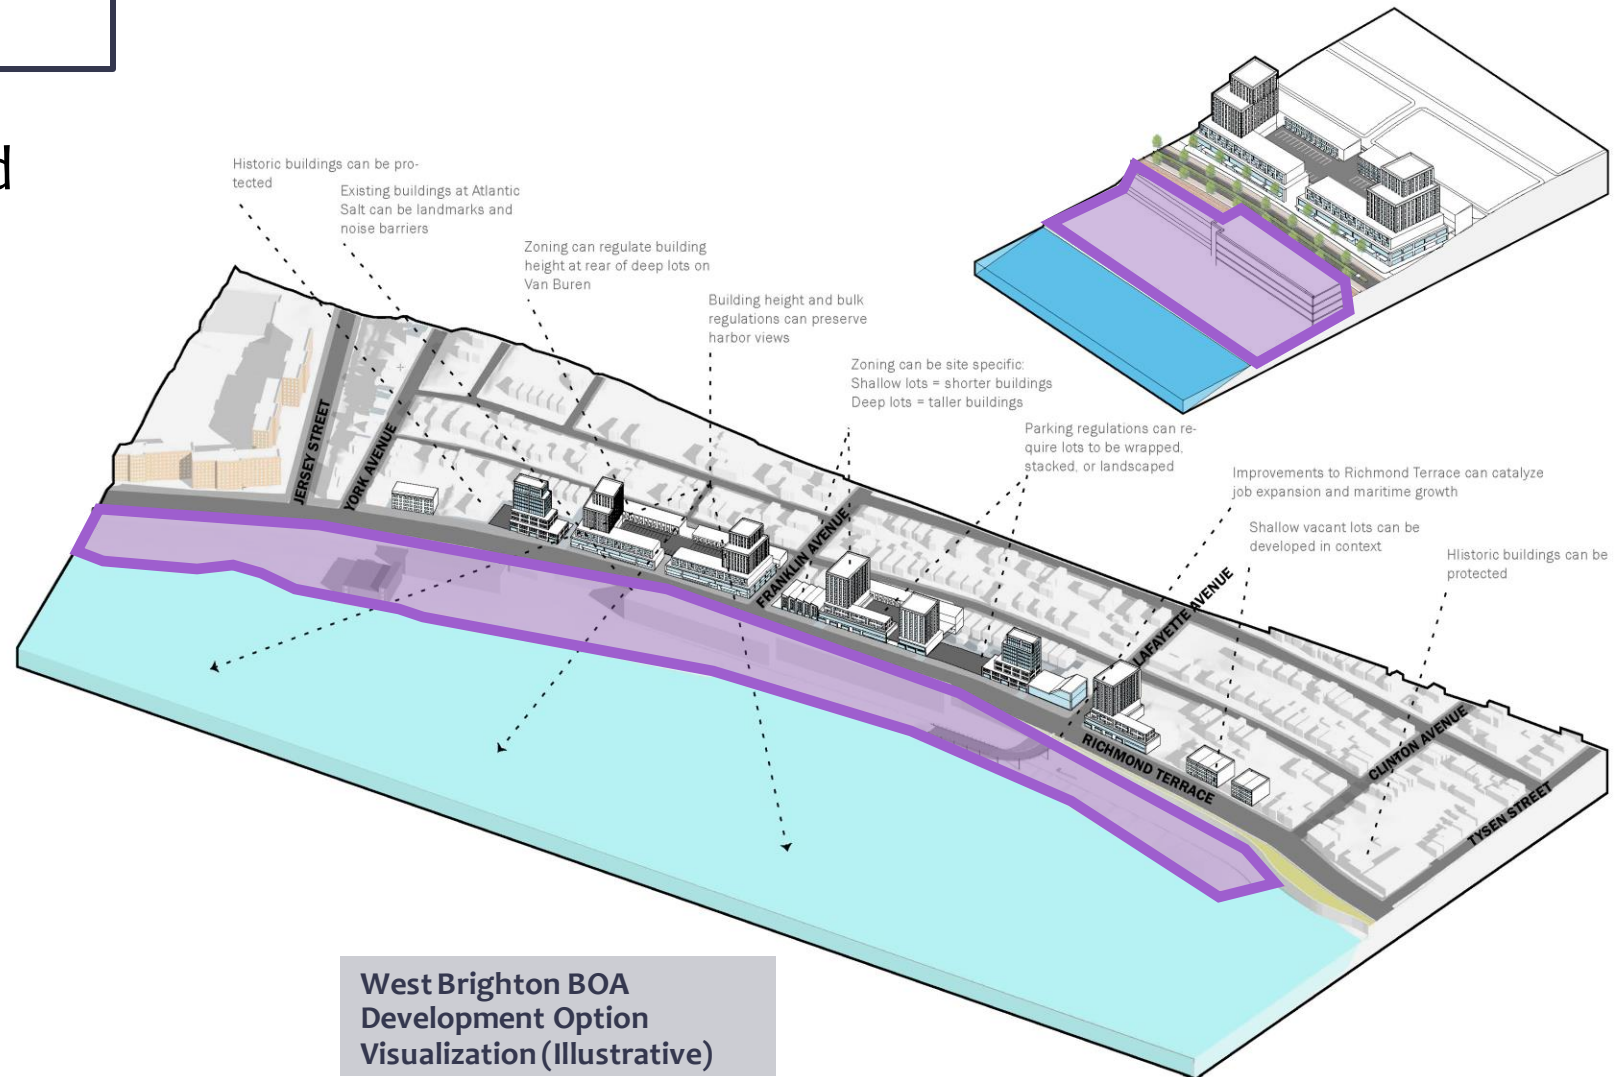 d
Historic buildings can be pro-
tected
Existing buildings at Atlantic
Salt can be landmarks and
noise barriers
Zoning can regulate building
height at rear of deep lots on
Van Buren
Building height and bulk
regulations can preserve
harbor views
Zoning can be site specific:
Shallow lots = shorter buildings
Deep lots = taller buildings
Parking regulations can re-
quire lots to be wrapped,
stacked, or landscaped
Improvements to Richmond Terrace can catalyze
job expansion and maritime growth
Shallow vacant lots can be
developed in context
HIistoric buildings can be
protected
JERSEY STREET
YORK AVENUE
FRANKLIN AVENUE
LAFAYETTE AVENUE
RICHMOND TERRACE
CLINTON AVENUE
TYSEN STREET
West Brighton BOA
Development Option
Visualization (Illustrative)